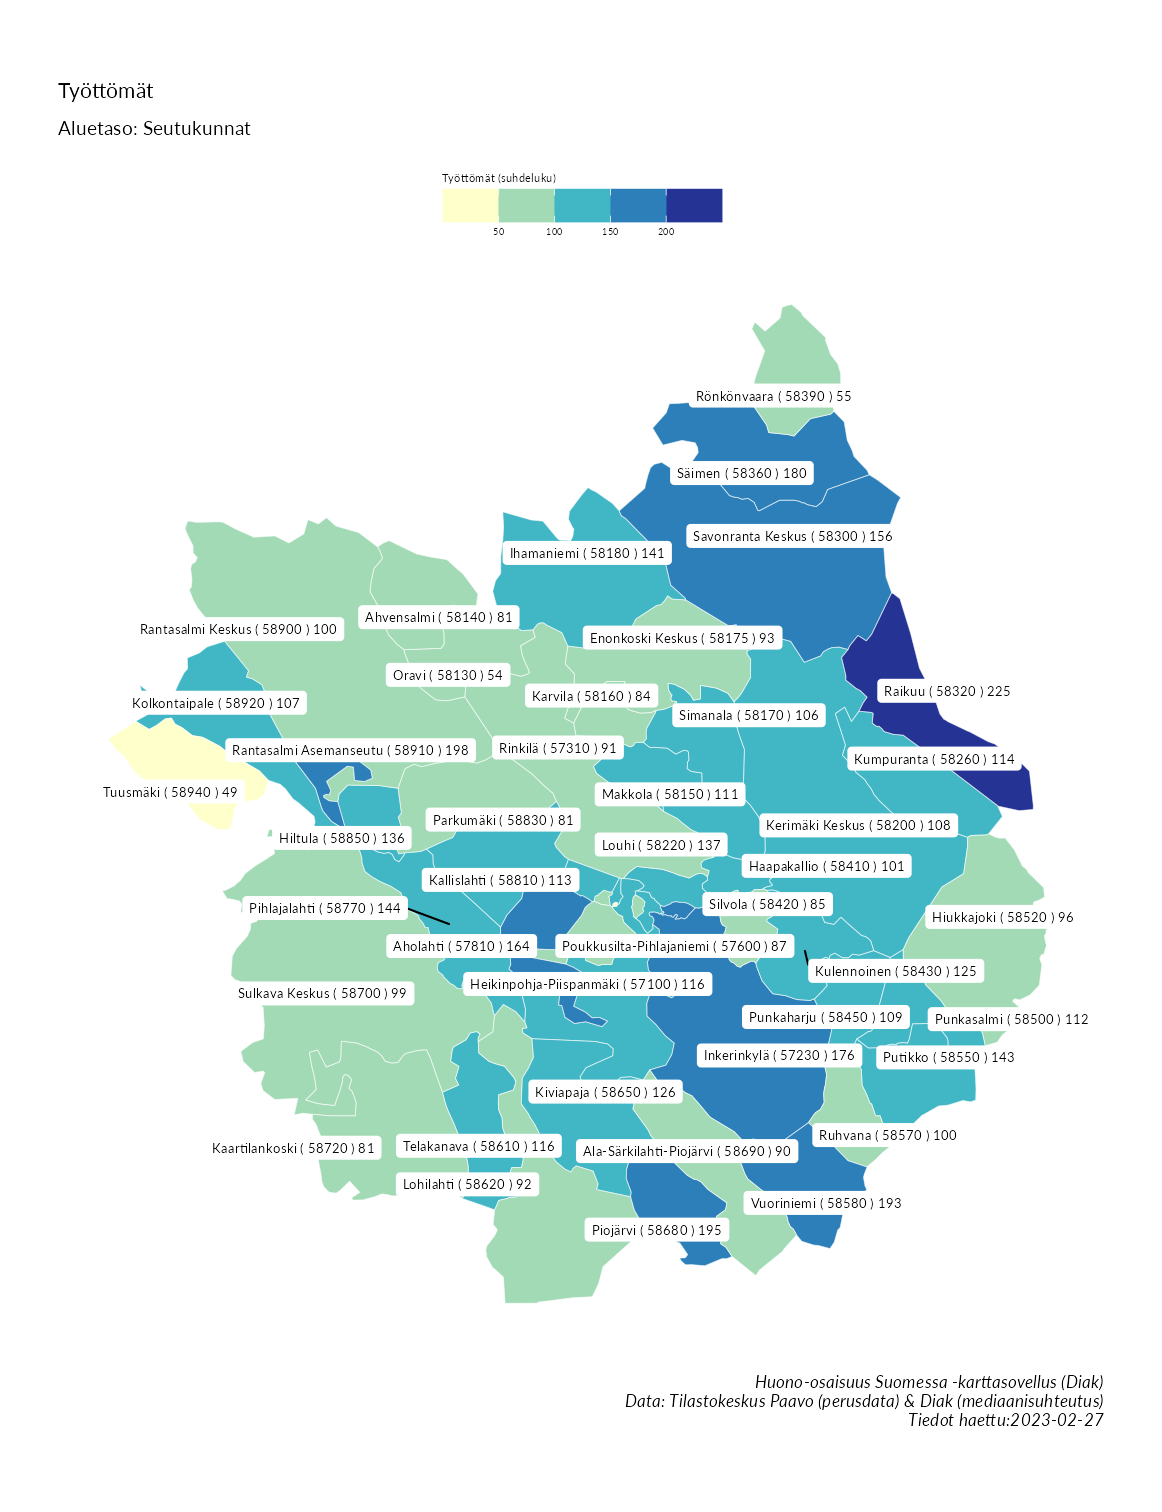 Työttömät
Aluetaso: Seutukunnat
Työttömät (suhdeluku)
50 100 150 200
Rönkönvaara ( 58390 ) 55
Säimen ( 58360 ) 180
Savonranta Keskus ( 58300 ) 156
Ihamaniemi ( 58180 ) 141
Ahvensalmi ( 58140 ) 81
Rantasalmi Keskus ( 58900 ) 100
Enonkoski Keskus ( 58175 ) 93
Oravi ( 58130 ) 54
Raikuu ( 58320 ) 225
Karvila ( 58160 ) 84
Kolkontaipale ( 58920 ) 107
Simanala ( 58170 ) 106
Rinkilä ( 57310 ) 91
Rantasalmi Asemanseutu ( 58910 ) 198
Kumpuranta ( 58260 ) 114
Tuusmäki ( 58940 ) 49
Makkola ( 58150 ) 111
Parkumäki ( 58830 ) 81
Kerimäki Keskus ( 58200 ) 108
Hiltula ( 58850 ) 136
Louhi ( 58220 ) 137
Haapakallio ( 58410 ) 101
Kallislahti ( 58810 ) 113
Silvola ( 58420 ) 85
Pihlajalahti ( 58770 ) 144
Hiukkajoki ( 58520 ) 96
Aholahti ( 57810 ) 164
Poukkusilta-Pihlajaniemi ( 57600 ) 87
Kulennoinen ( 58430 ) 125
Heikinpohja-Piispanmäki ( 57100 ) 116
Sulkava Keskus ( 58700 ) 99
Punkaharju ( 58450 ) 109
Punkasalmi ( 58500 ) 112
Inkerinkylä ( 57230 ) 176
Putikko ( 58550 ) 143
Kiviapaja ( 58650 ) 126
Ruhvana ( 58570 ) 100
Kaartilankoski ( 58720 ) 81
Telakanava ( 58610 ) 116
Ala-Särkilahti-Piojärvi ( 58690 ) 90
Lohilahti ( 58620 ) 92
Vuoriniemi ( 58580 ) 193
Piojärvi ( 58680 ) 195
Huono-osaisuus Suomessa -karttasovellus (Diak)
Data: Tilastokeskus Paavo (perusdata) & Diak (mediaanisuhteutus)
Tiedot haettu:2023-02-27